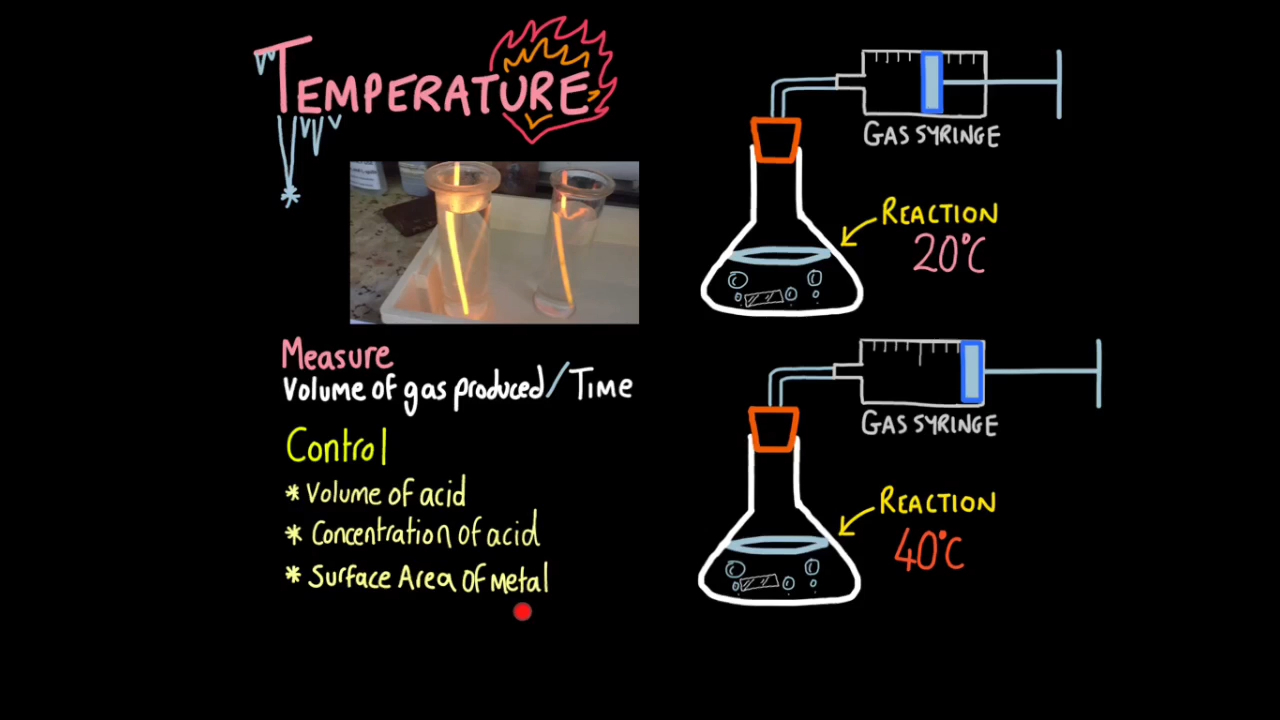 TEMPERATURE
Measure
Volume of gas produced / Time
Control
* Volume of acid
* Concentration of acid
* Surface Area Of Metal
GAS SYRINGE
REACTION
20°C
GAS SYRINGE
REACTION
40°C